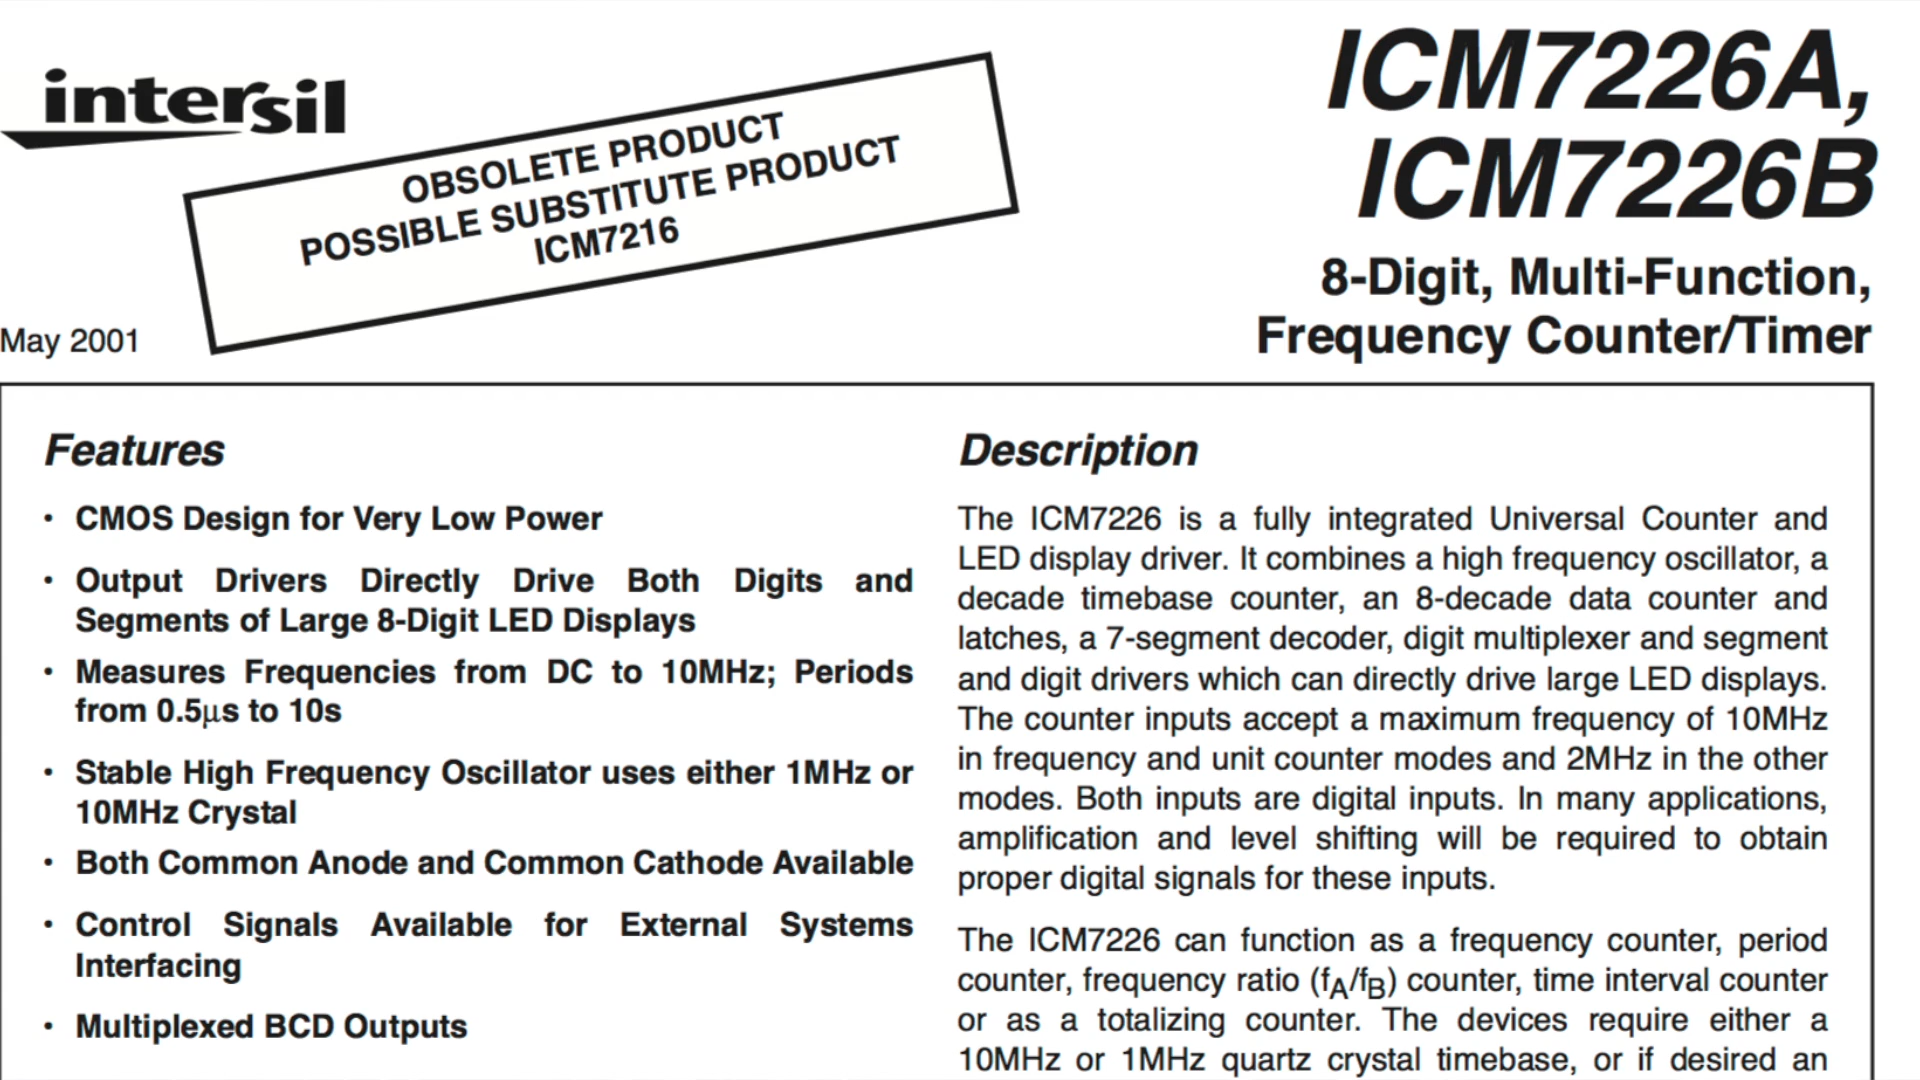 intersil
OBSOLETE PRODUCT
POSSIBLE SUBSTITUTE PRODUCT
ICM7216
May 2001
ICM7226A,
ICM7226B
8-Digit, Multi-Function,
Frequency Counter/Timer
Features
• CMOS Design for Very Low Power
• Output Drivers Directly Drive Both Digits and
Segments of Large 8-Digit LED Displays
• Measures Frequencies from DC to 10MHz; Periods
from 0.5μs to 10s
• Stable High Frequency Oscillator uses either 1MHz or
10MHz Crystal
• Both Common Anode and Common Cathode Available
• Control Signals Available for External Systems
Interfacing
• Multiplexed BCD Outputs
Description
The ICM7226 is a fully integrated Universal Counter and
LED display driver. It combines a high frequency oscillator, a
decade timebase counter, an 8-decade data counter and
latches, a 7-segment decoder, digit multiplexer and segment
and digit drivers which can directly drive large LED displays.
The counter inputs accept a maximum frequency of 10MHz
in frequency and unit counter modes and 2MHz in the other
modes. Both inputs are digital inputs. In many applications,
amplification and level shifting will be required to obtain
proper digital signals for these inputs.
The ICM7226 can function as a frequency counter, period
counter, frequency ratio (fA/fB) counter, time interval counter
or as a totalizing counter. The devices require either a
10MHz or 1MHz quartz crystal timebase, or if desired an